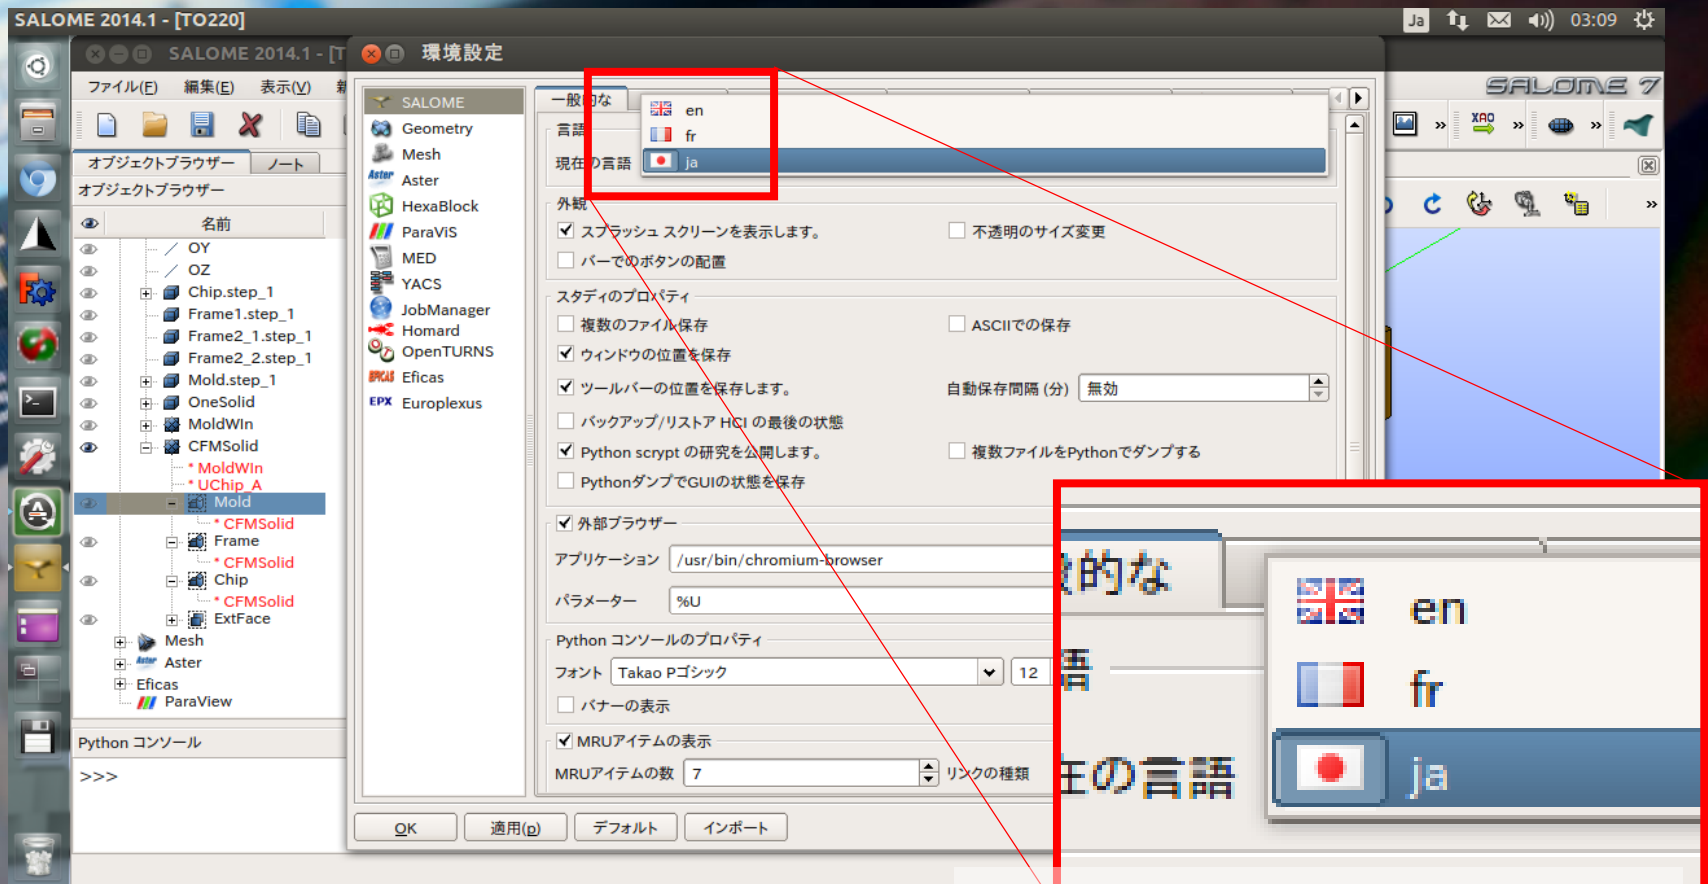 SALOME 2014.1 - [TO220]
Ja
03:09
SALOME 2014.1 - [T
環境設定
ファイル(F) 編集(E) 表示(V)
SALOME 7
XAO
オブジェクトブラウザー ノート
オブジェクトブラウザー
名前
OY
OZ
Chip.step_1
Frame1.step_1
Frame2_1.step_1
Frame2_2.step_1
Mold.step_1
OneSolid
MoldWIn
CFMSolid
* MoldWIn
* UChip_A
Mold
* CFMSolid
Frame
* CFMSolid
Chip
* CFMSolid
ExtFace
Mesh
Aster
Eficas
ParaView
Python コンソール
>>>
SALOME
Geometry
Mesh
Aster
HexaBlock
ParaViS
MED
YACS
JobManager
Homard
OpenTURNS
Eficas
EPX Europlexus
一般的な
言語
現在の言語
en
fr
ja
外観
スプラッシュ スクリーンを表示します。 不透明のサイズ変更
バーでのボタンの配置
スタディのプロパティ
複数のファイル保存 ASCIIでの保存
ウィンドウの位置を保存
ツールバーの位置を保存します。 自動保存間隔 (分) 無効
バックアップ/リストア HCI の最後の状態
Python scrypt の研究を公開します。 複数ファイルをPythonでダンプする
PythonダンプでGUIの状態を保存
外部ブラウザー
アプリケーション /usr/bin/chromium-browser
パラメーター %U
Python コンソールのプロパティ
フォント Takao Pゴシック 12
バナーの表示
MRUアイテムの表示
MRUアイテムの数 7 リンクの種類
OK 適用(p) デフォルト インポート
的な
語
在の言語
en
fr
ja